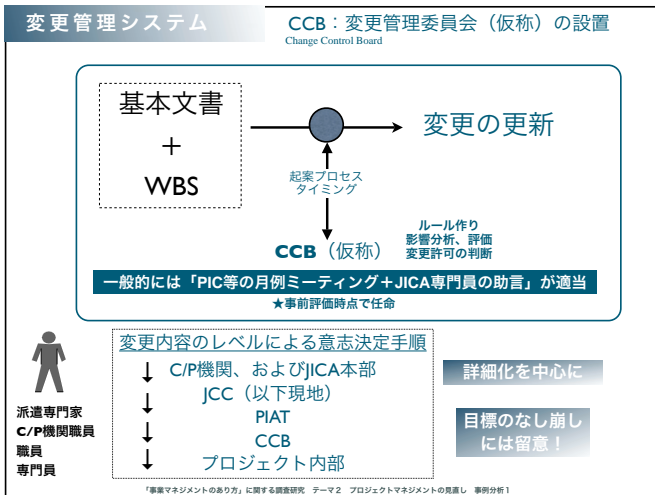 変更管理システム
CCB：変更管理委員会（仮称）の設置
Change Control Board
基本文書
+
WBS
変更の更新
起案プロセス
タイミング
CCB（仮称）
ルール作り
影響分析、評価
変更許可の判断
一般的には「PIC等の月例ミーティング＋JICA専門員の助言」が適当
★事前評価時点で任命
派遣専門家
C/P機関職員
職員
専門員
変更内容のレベルによる意志決定手順
C/P機関、およびJICA本部
JCC（以下現地）
PIAT
CCB
プロジェクト内部
詳細化を中心に
目標のなし崩し
には留意！
「事業マネジメントのあり方」に関する調査研究　テーマ２　プロジェクトマネジメントの見直し　事例分析1